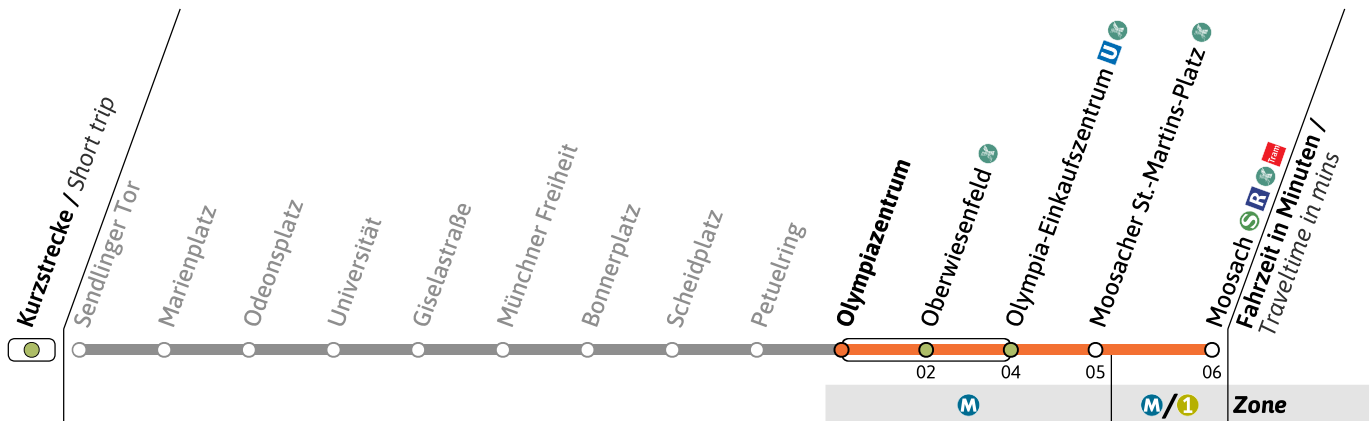 Kurzstrecke / Short trip
Sendlinger Tor
Marienplatz
Odeonsplatz
Universität
Giselastraße
Münchner Freiheit
Bonnerplatz
Scheidplatz
Petuelring
Olympiazentrum
Oberwiesenfeld
Olympia-Einkaufszentrum U
Moosacher St.-Martins-Platz
Moosach S R Tram
Fahrzeit in Minuten /
Traveltime in mins
02 04 05 06
M M/1 Zone